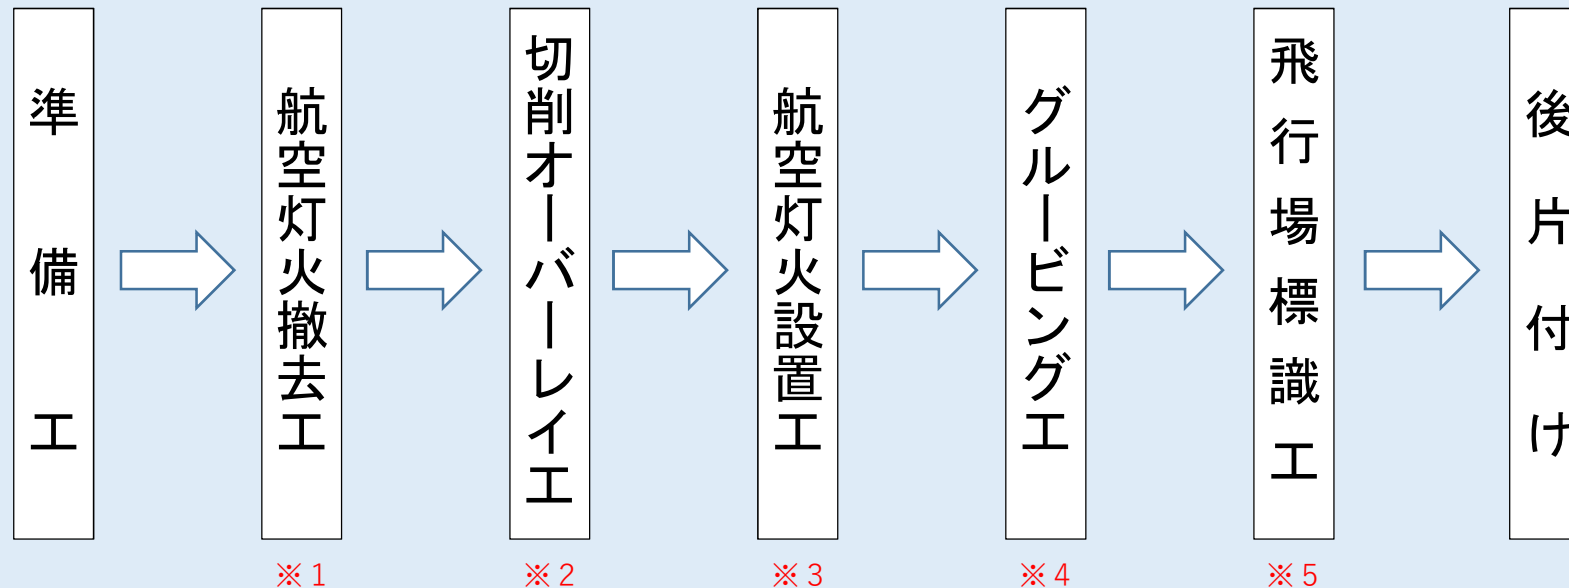 準備工
航空灯火撤去工
切削オーバーレイ工
航空灯火設置工
グルービング工
飛行場標識工
後片付け
※1
※2
※3
※4
※5